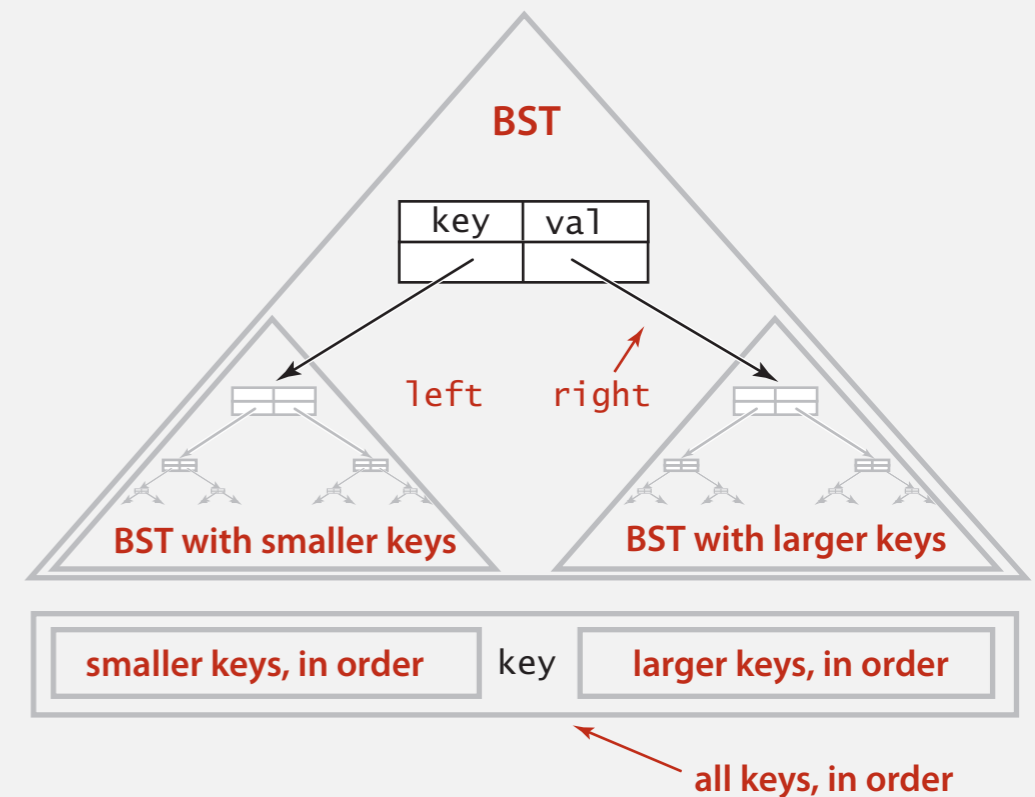 BST
key val
left right
BST with smaller keys BST with larger keys
smaller keys, in order key larger keys, in order
all keys, in order